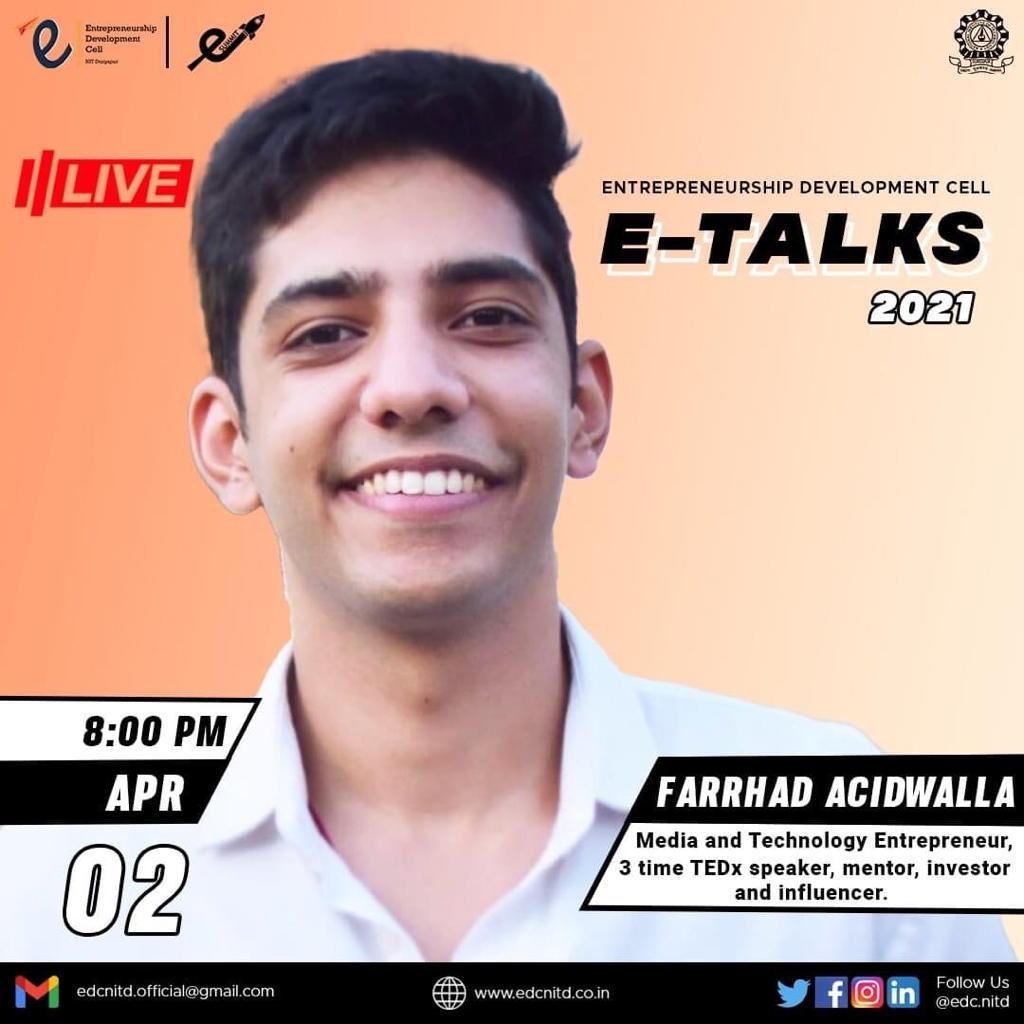 Entrepreneurship
Development
Cell
NIT Durgapur
SUMMIT
LIVE
ENTREPRENEURSHIP DEVELOPMENT CELL
E-TALKS
2021
8:00 PM
APR
02
FARRHAD ACIDWALLA
Media and Technology Entrepreneur,
3 time TEDx speaker, mentor, investor
and influencer.
edcnitd.official@gmail.com
www.edcnitd.co.in
Follow Us
@edc.nitd